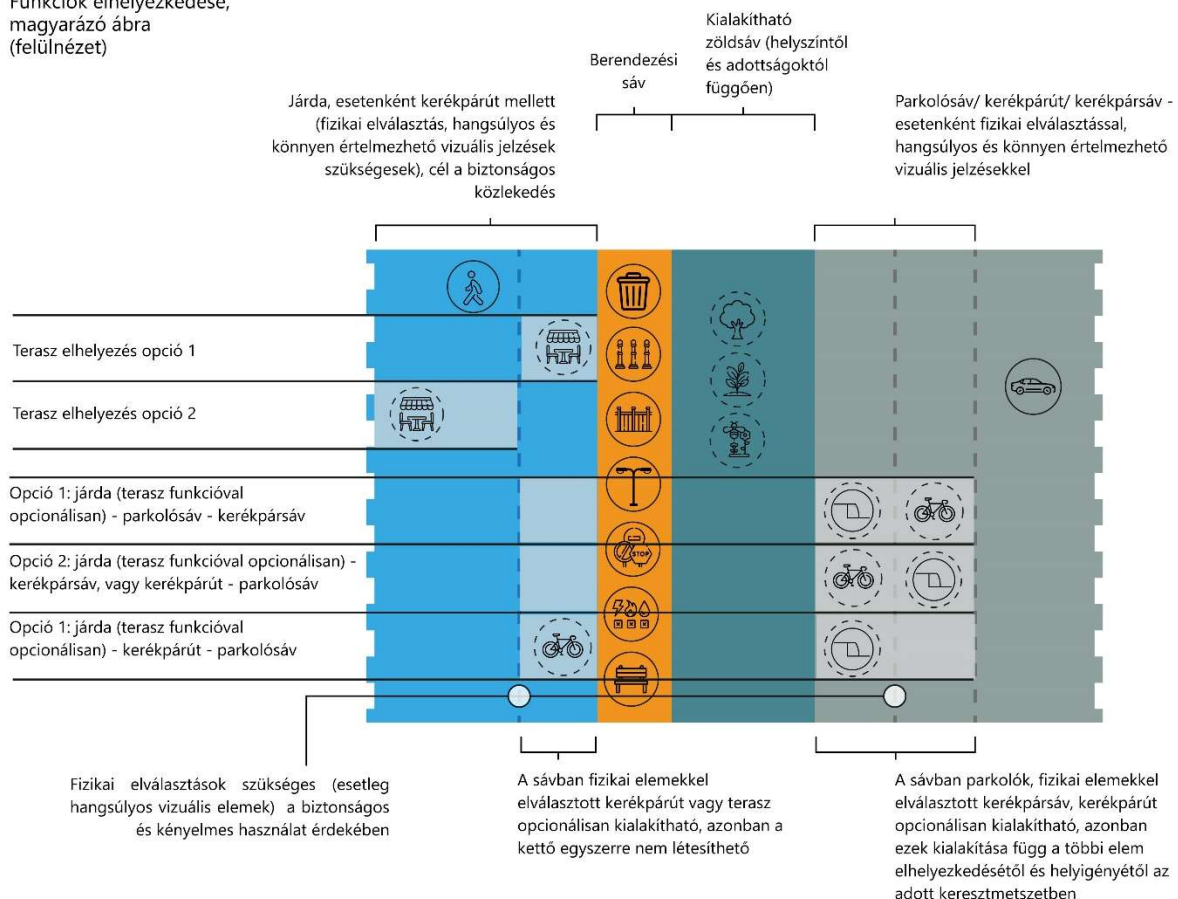 Funkciók elhelyezkedése,
magyarázó ábra
(felülnézet)
Kialakítható
zöldsáv (helyszíntől
és adottságoktól
függően)
Berendezési
sáv
Járda, esetenként kerékpárút mellett
(fizikai elválasztás, hangsúlyos és
könnyen értelmezhető vizuális jelzések
szükségesek), cél a biztonságos
közlekedés
Parkolósáv/ kerékpárút/ kerékpársáv -
esetenként fizikai elválasztással,
hangsúlyos és könnyen értelmezhető
vizuális jelzésekkel
Terasz elhelyezés opció 1
Terasz elhelyezés opció 2
Opció 1: járda (terasz funkcióval
opcionálisan) - parkolósáv - kerékpársáv
Opció 2: járda (terasz funkcióval opcionálisan) -
kerékpársáv, vagy kerékpárút - parkolósáv
Opció 1: járda (terasz funkcióval
opcionálisan) - kerékpárút - parkolósáv
STOP
Fizikai elválasztások szükséges (esetleg
hangsúlyos vizuális elemek) a biztonságos
és kényelmes használat érdekében
A sávban fizikai elemekkel
elválasztott kerékpárút vagy terasz
opcionálisan kialakítható, azonban a
kettő egyszerre nem létesíthető
A sávban parkolók, fizikai elemekkel
elválasztott kerékpársáv, kerékpárút
opcionálisan kialakítható, azonban
ezek kialakítása függ a többi elem
elhelyezkedésétől és helyigényétől az
adott keresztmetszetben